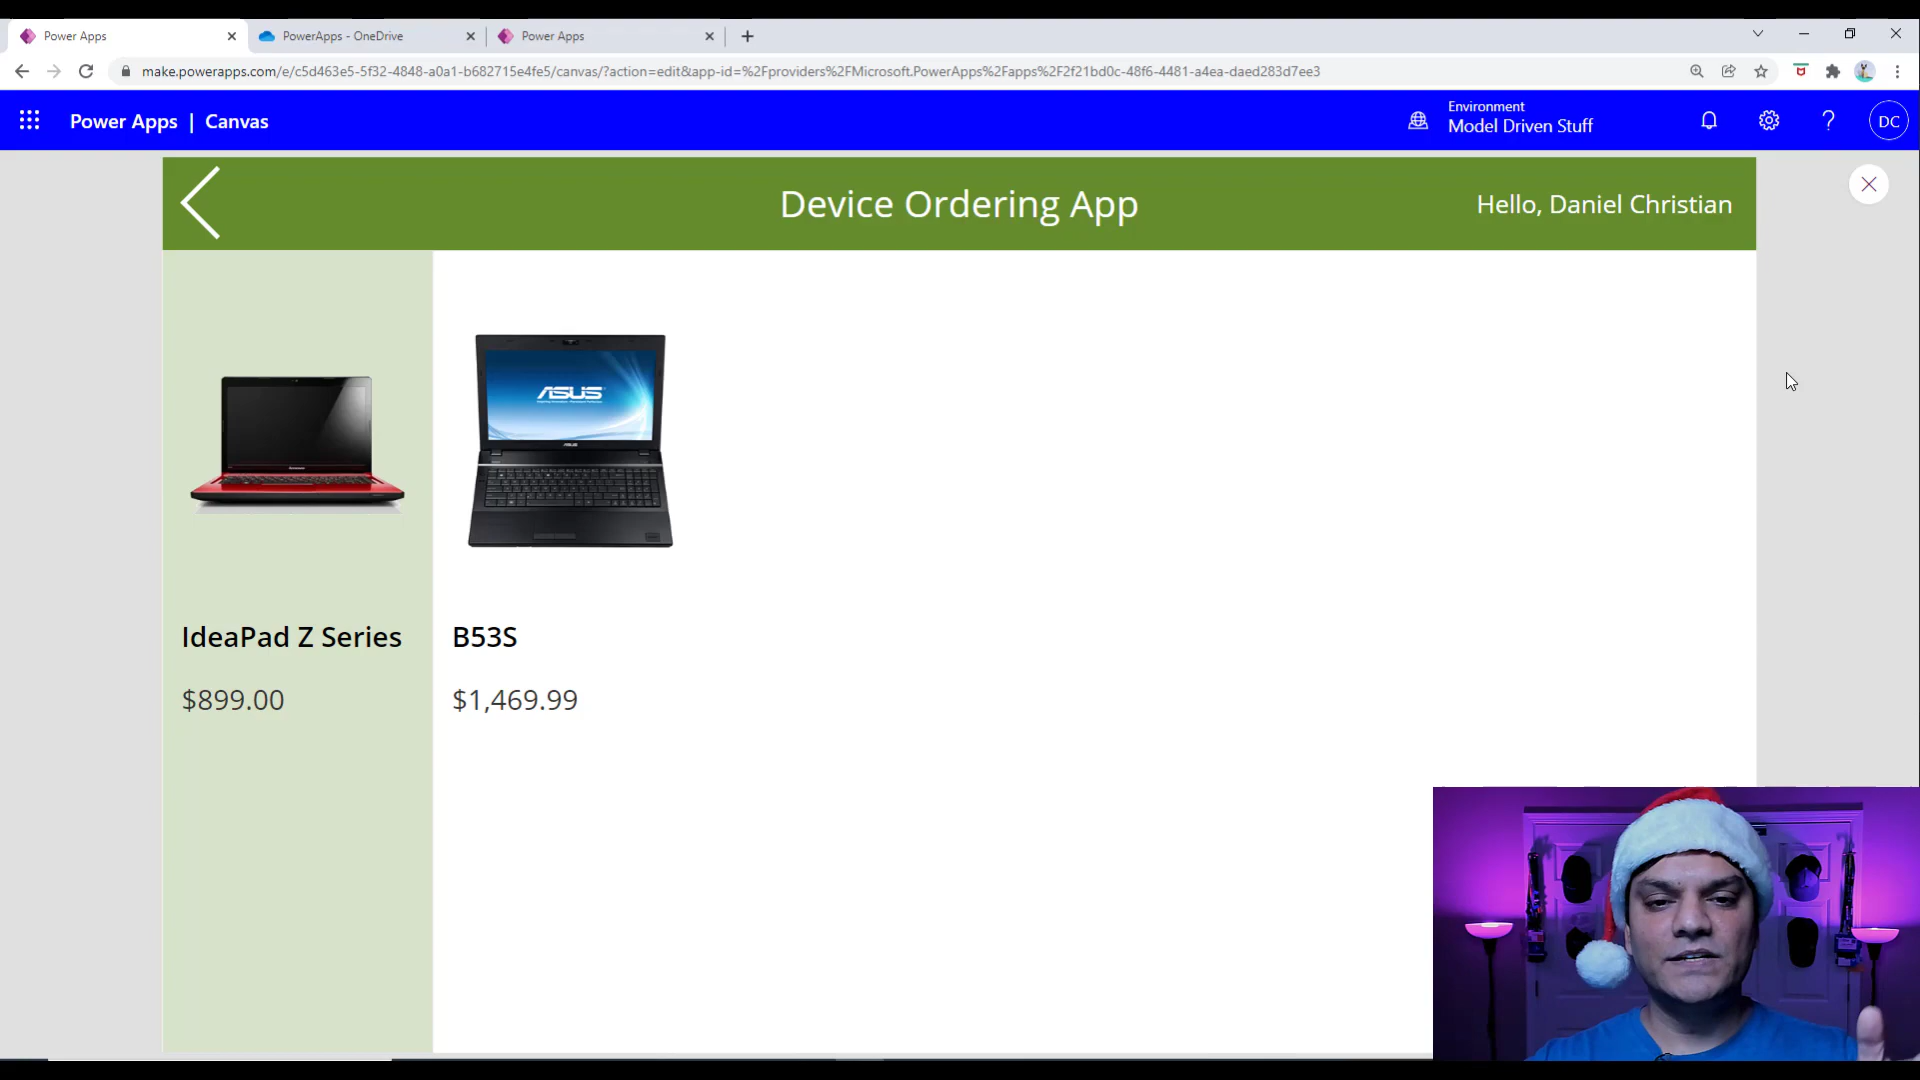 Power Apps
PowerApps - OneDrive
Power Apps
make.powerapps.com/e/c5d463e5-5f32-4848-a0a1-b682715e4fe5/canvas/?action=edit&app-id=%2Fproviders%2FMicrosoft.PowerApps%2Fapps%2F2f21bd0c-48f6-4481-a4ea-daed283d7ee3
Power Apps | Canvas
Environment
Model Driven Stuff
?
DC
Device Ordering App
Hello, Daniel Christian
ASUS
IdeaPad Z Series
B53S
$899.00
$1,469.99